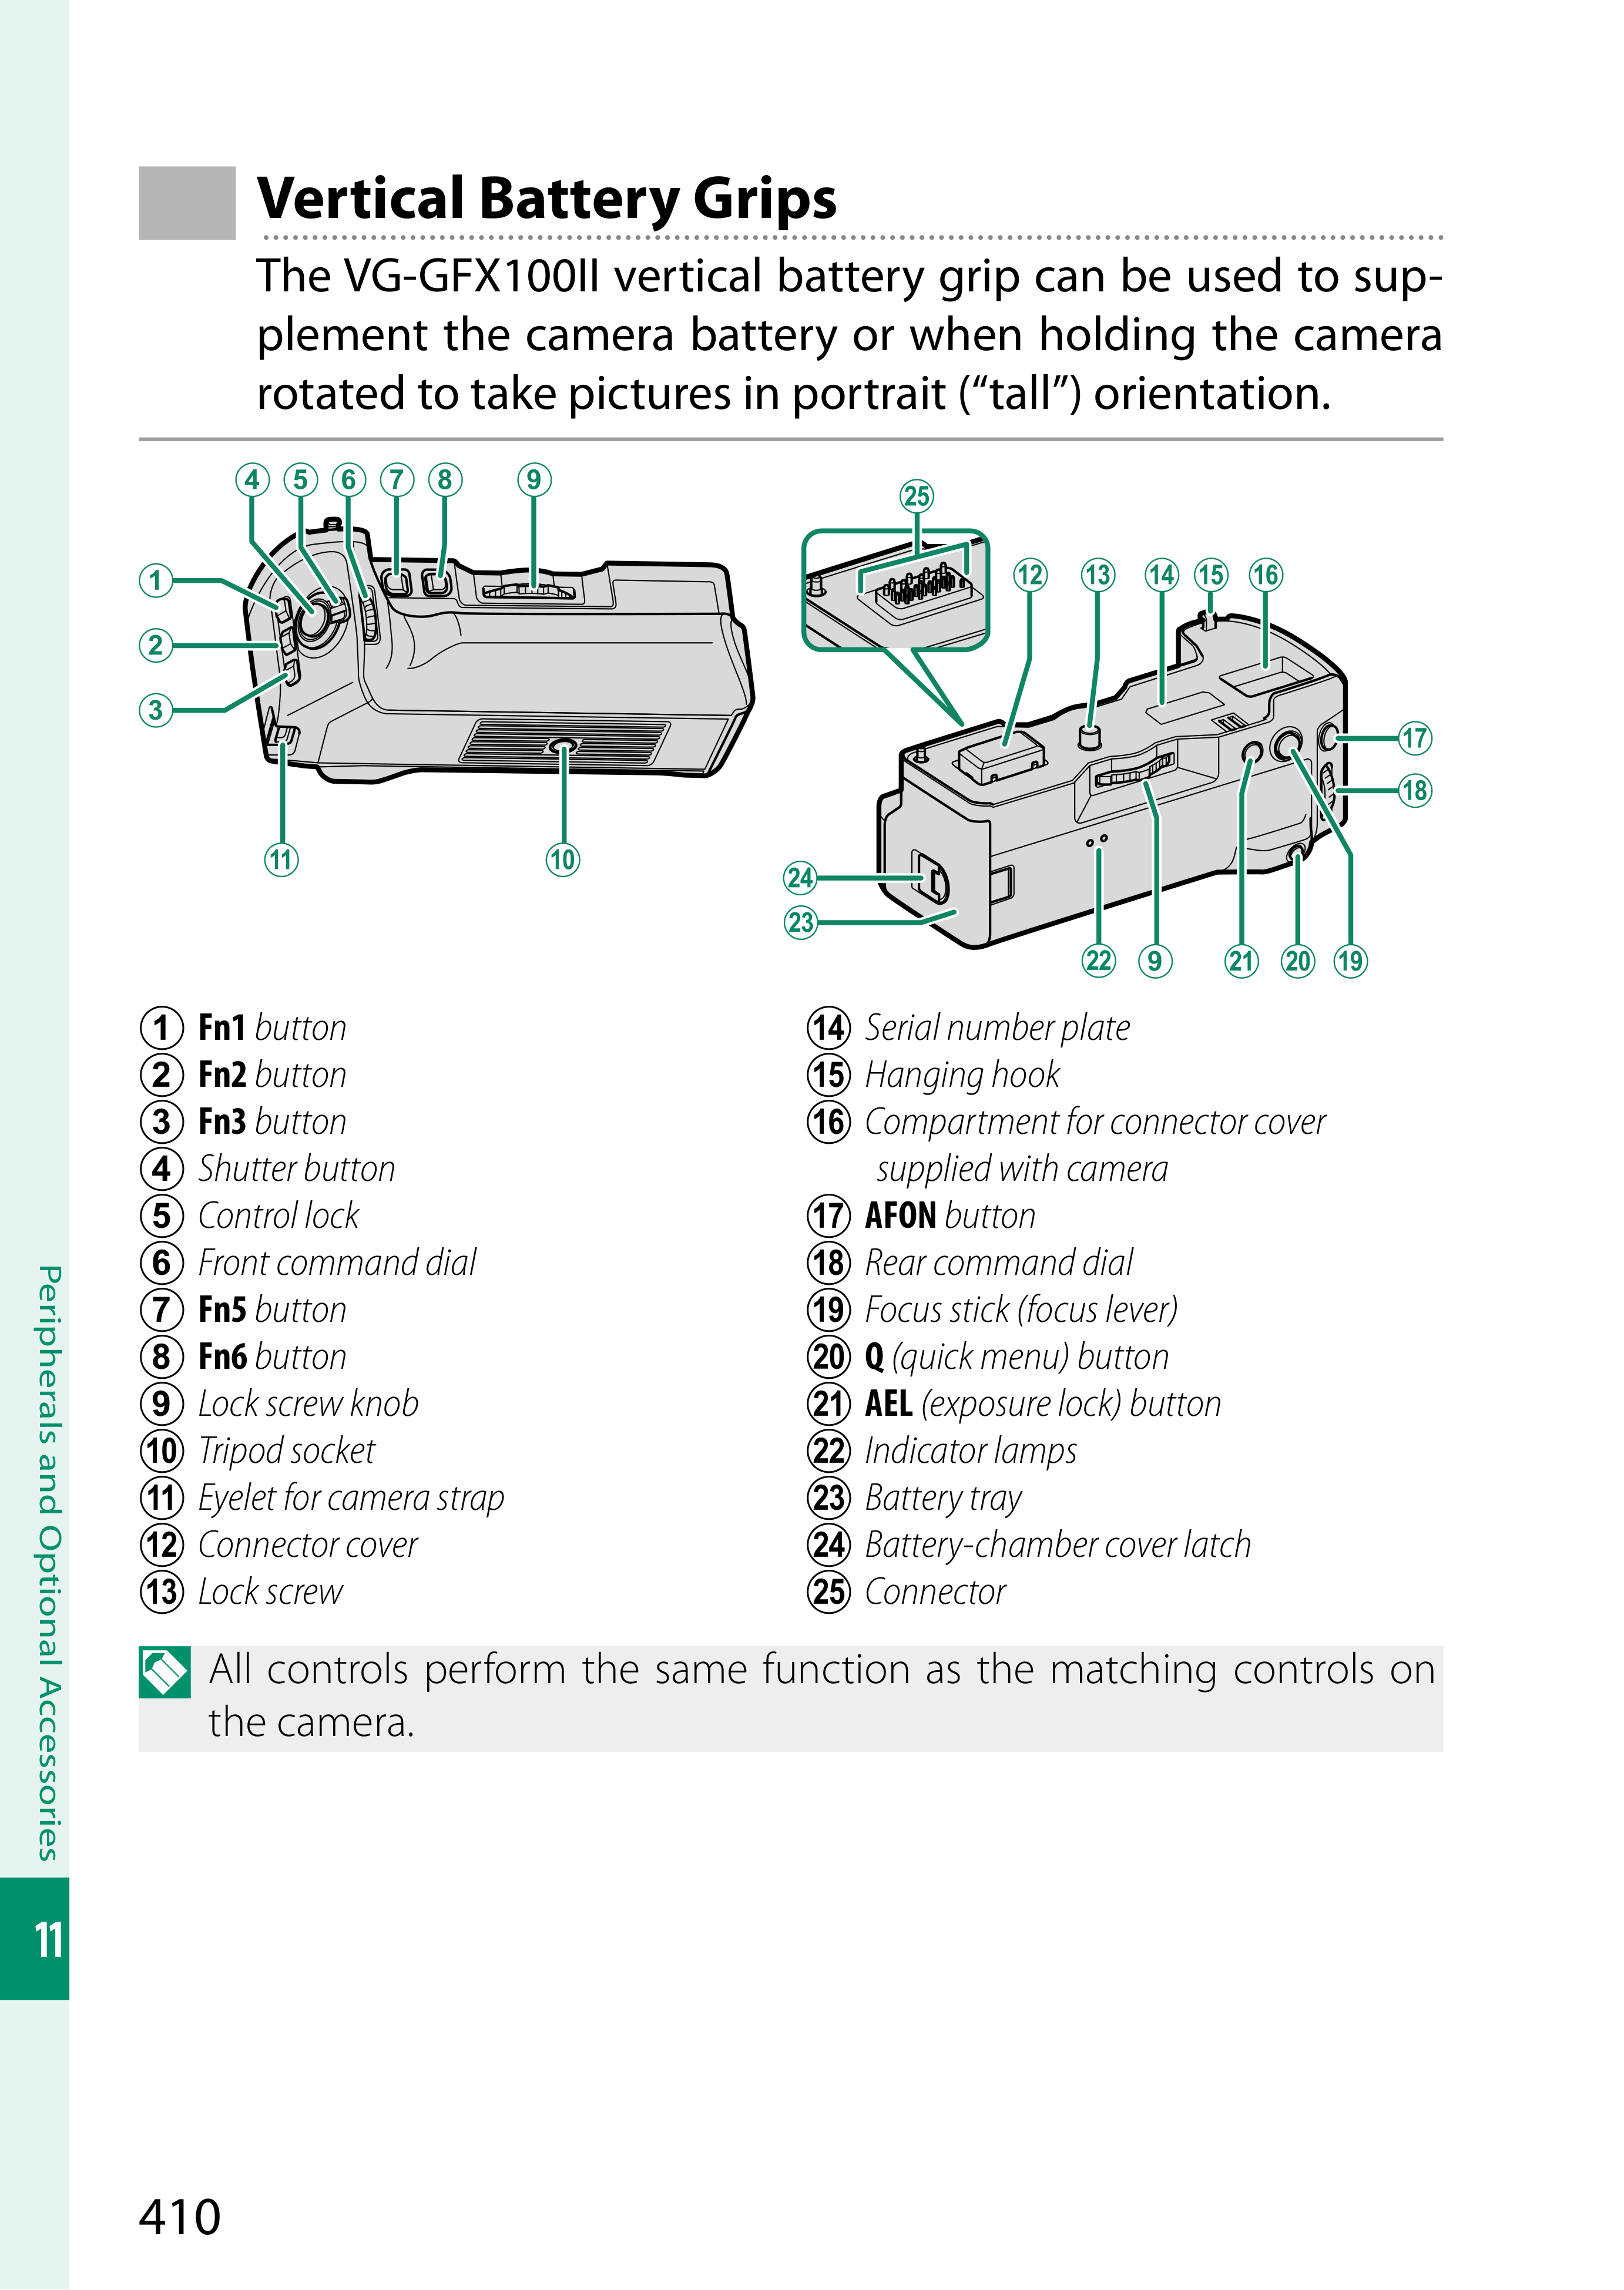 Vertical Battery Grips
The VG-GFX100II vertical battery grip can be used to sup-
plement the camera battery or when holding the camera
rotated to take pictures in portrait (“tall”) orientation.
4 5 6 7 8 9
1
2
3
11
10
25
12 13 14 15 16
17
18
24
23
22 9 21 20 19
1 Fn1 button
2 Fn2 button
3 Fn3 button
4 Shutter button
5 Control lock
6 Front command dial
7 Fn5 button
8 Fn6 button
9 Lock screw knob
10 Tripod socket
11 Eyelet for camera strap
12 Connector cover
13 Lock screw
14 Serial number plate
15 Hanging hook
16 Compartment for connector cover
supplied with camera
17 AFON button
18 Rear command dial
19 Focus stick (focus lever)
20 Q (quick menu) button
21 AEL (exposure lock) button
22 Indicator lamps
23 Battery tray
24 Battery-chamber cover latch
25 Connector
All controls perform the same function as the matching controls on
the camera.
Peripherals and Optional Accessories
11
410